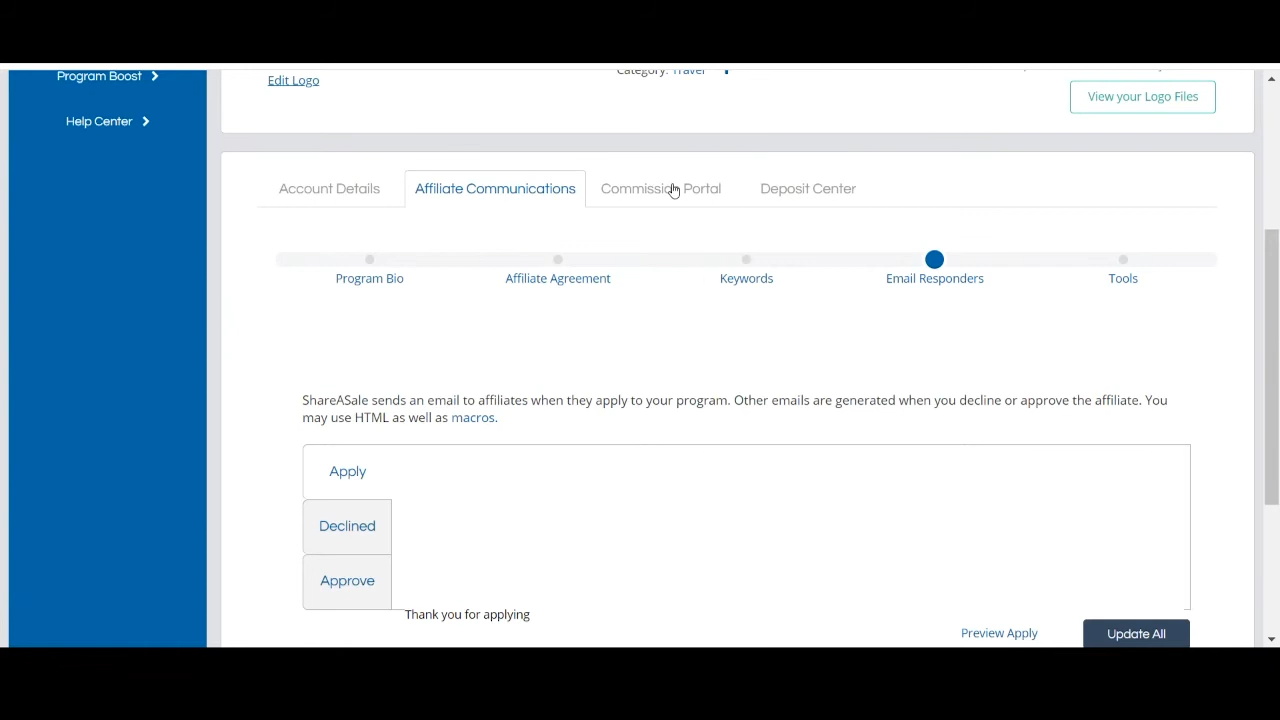 Program Boost
Edit Logo
Category: Travel
View your Logo Files
Help Center
Account Details
Affiliate Communications
Commission Portal
Deposit Center
Program Bio
Affiliate Agreement
Keywords
Email Responders
Tools
ShareASale sends an email to affiliates when they apply to your program. Other emails are generated when you decline or approve the affiliate. You
may use HTML as well as macros.
Apply
Declined
Approve
Thank you for applying
Preview Apply
Update All